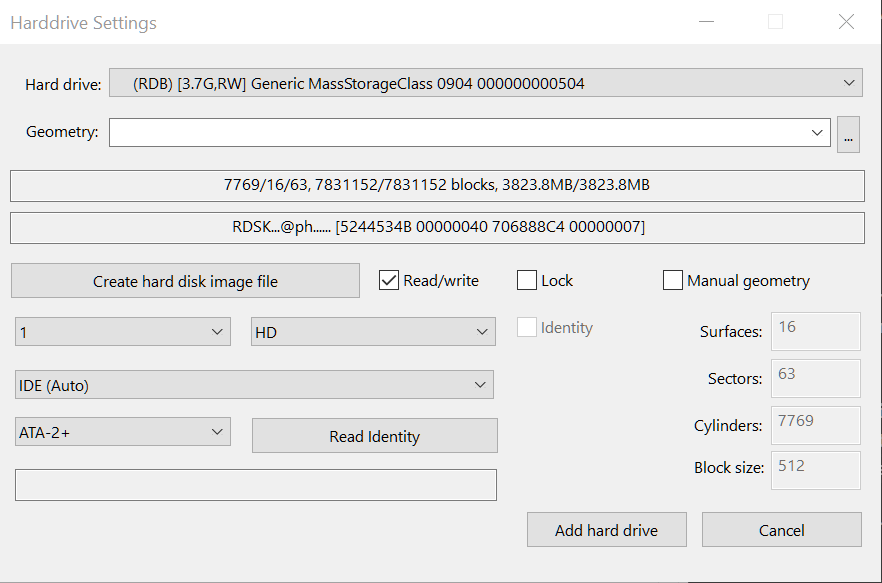 Harddrive Settings
Hard drive: (RDB) [3.7G,RW] Generic MassStorageClass 0904 000000000504
Geometry: ...
7769/16/63, 7831152/7831152 blocks, 3823.8MB/3823.8MB
RDSK...@ph...... [5244534B 00000040 706888C4 00000007]
Create hard disk image file Read/write Lock Manual geometry
1 HD Identity Surfaces: 16
IDE (Auto) Sectors: 63
ATA-2+ Read Identity Cylinders: 7769
Block size: 512
Add hard drive Cancel